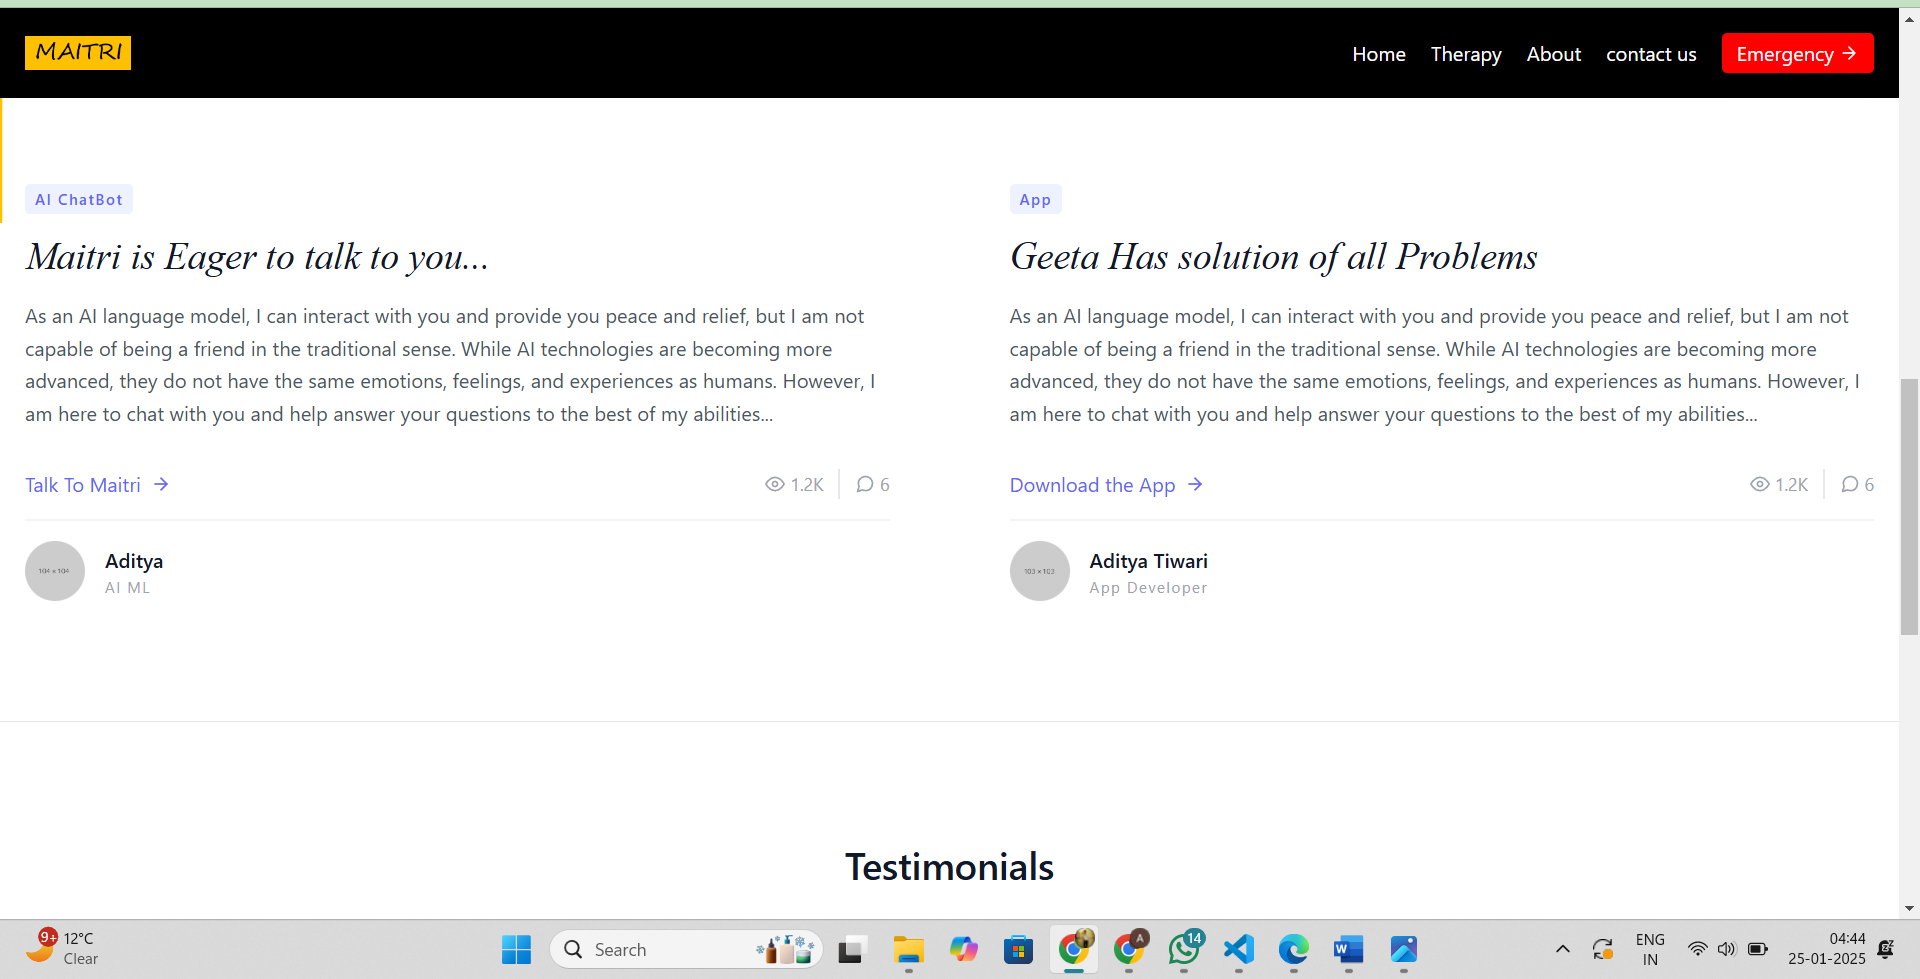 MAITRI
Home Therapy About contact us Emergency →
AI ChatBot
Maitri is Eager to talk to you...
As an AI language model, I can interact with you and provide you peace and relief, but I am not
capable of being a friend in the traditional sense. While AI technologies are becoming more
advanced, they do not have the same emotions, feelings, and experiences as humans. However, I
am here to chat with you and help answer your questions to the best of my abilities...
Talk To Maitri →
1.2K 6
104 × 104
Aditya
AI ML
App
Geeta Has solution of all Problems
As an AI language model, I can interact with you and provide you peace and relief, but I am not
capable of being a friend in the traditional sense. While AI technologies are becoming more
advanced, they do not have the same emotions, feelings, and experiences as humans. However, I
am here to chat with you and help answer your questions to the best of my abilities...
Download the App →
1.2K 6
103 × 103
Aditya Tiwari
App Developer
Testimonials
9+
12°C
Clear
Search
A
14
W
ENG
IN
04:44
25-01-2025